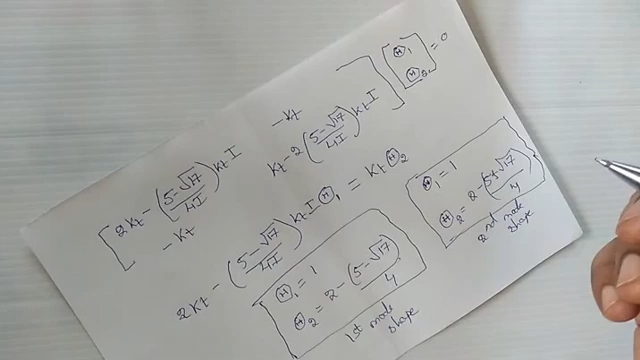 [ 2Kt - (5-√17 / 4I) Kt I   -Kt ] [ Θ1 ] = 0
[ -Kt   Kt - 2 (5-√17 / 4I) Kt I ] [ Θ2 ]
2Kt - (5-√17 / 4I) Kt I Θ1 = Kt Θ2
Θ1 = 1
Θ2 = 2 - (5-√17) / 4
1st mode
shape
Θ1 = 1
Θ2 = 2 - (5+√17) / 4
2nd mode
shape